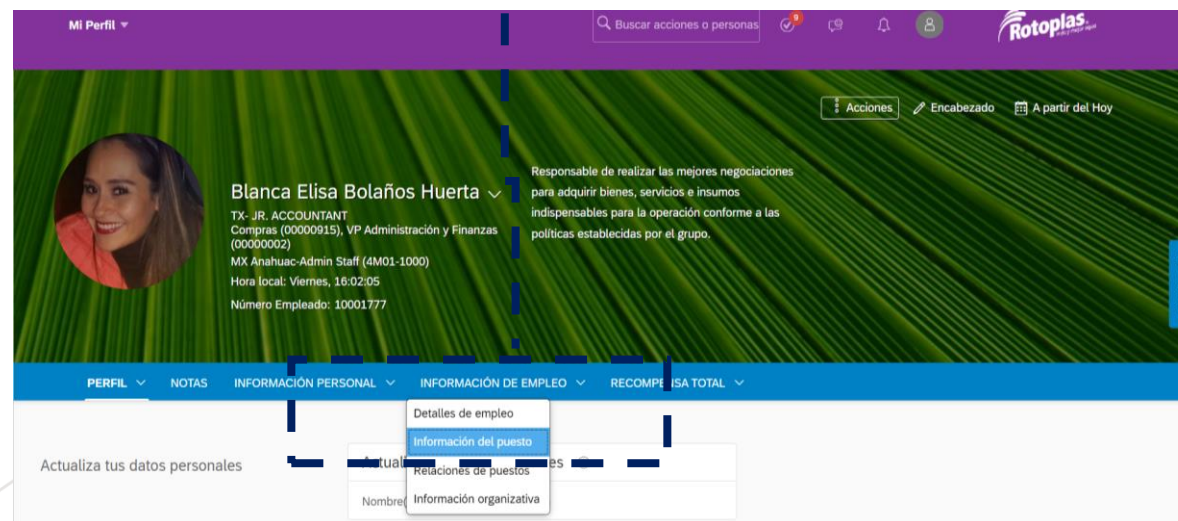 Mi Perfil
Buscar acciones o personas
9
Rotoplas
Acciones
Encabezado
A partir del Hoy
Blanca Elisa Bolaños Huerta
TX- JR. ACCOUNTANT
Compras (00000915), VP Administración y Finanzas
(00000002)
MX Anahuac-Admin Staff (4M01-1000)
Hora local: Viernes, 16:02:05
Número Empleado: 10001777
Responsable de realizar las mejores negociaciones
para adquirir bienes, servicios e insumos
indispensables para la operación conforme a las
políticas establecidas por el grupo.
PERFIL
NOTAS
INFORMACIÓN PERSONAL
INFORMACIÓN DE EMPLEO
RECOMPENSA TOTAL
Detalles de empleo
Información del puesto
Relaciones de puestos
Información organizativa
Actualiza tus datos personales